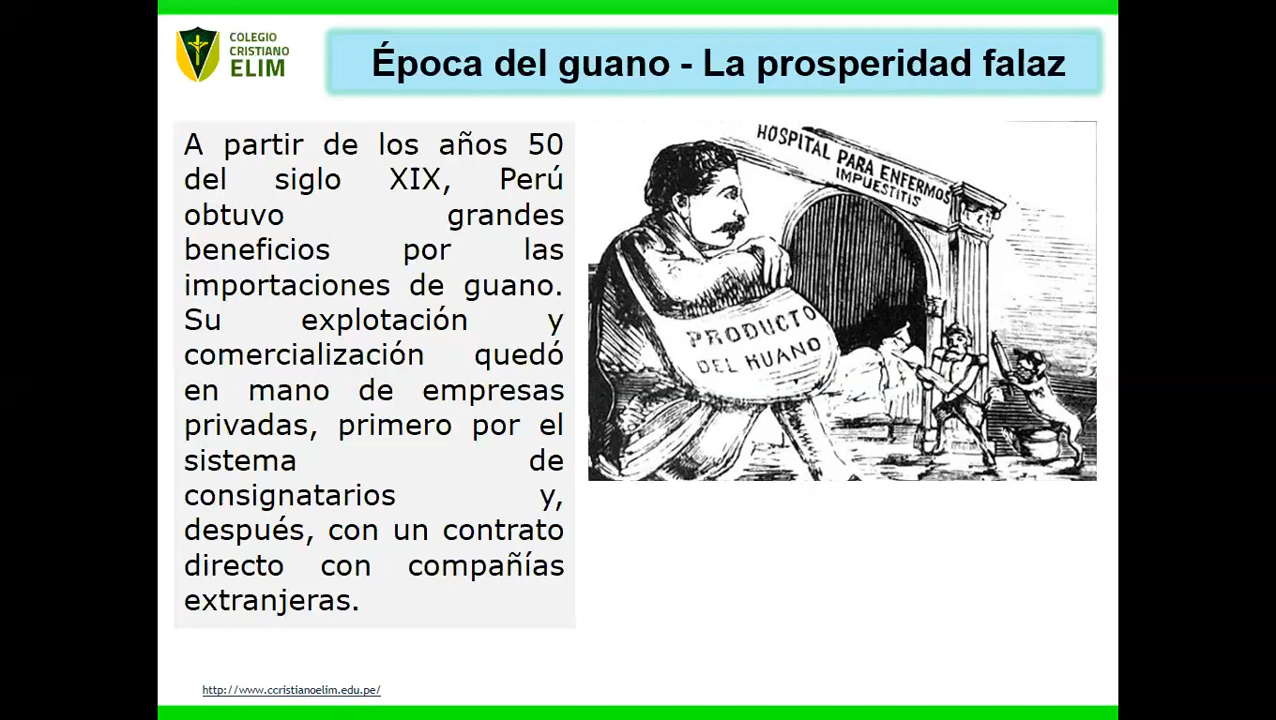 COLEGIO
CRISTIANO
ELIM
Época del guano - La prosperidad falaz
A partir de los años 50
del siglo XIX, Perú
obtuvo grandes
beneficios por las
importaciones de guano.
Su explotación y
comercialización quedó
en mano de empresas
privadas, primero por el
sistema de
consignatarios y,
después, con un contrato
directo con compañías
extranjeras.
HOSPITAL PARA ENFERMOS
IMPUESTITIS
PRODUCTO
DEL HUANO
http://www.ccristianoelim.edu.pe/